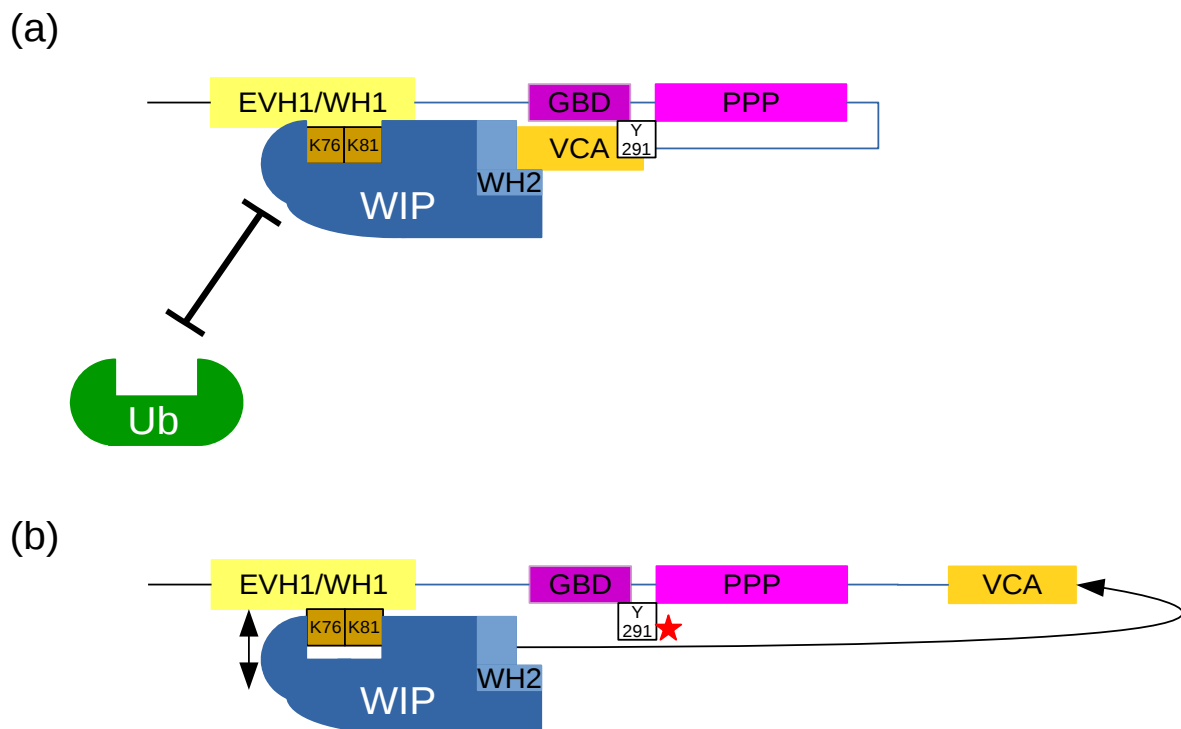 (a)
EVH1/WH1
GBD
PPP
K76
K81
Y
291
VCA
WH2
WIP
Ub
(b)
EVH1/WH1
GBD
PPP
VCA
K76
K81
Y
291
WH2
WIP